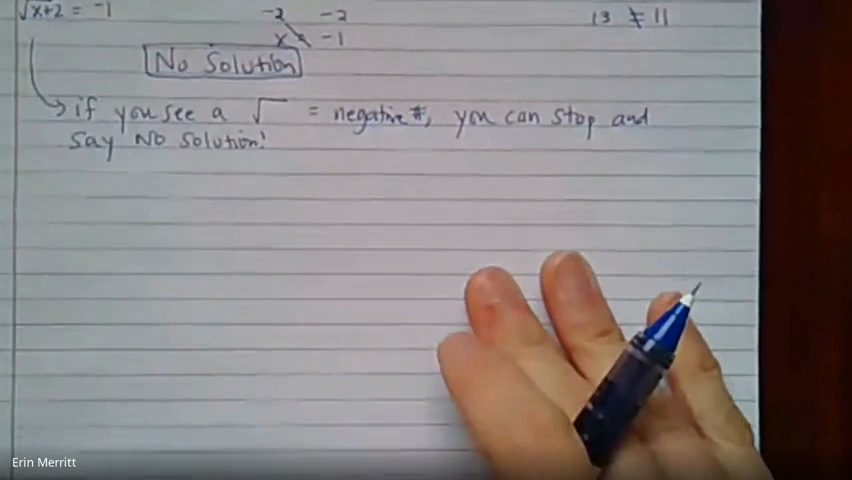 √x+2 = -1
-2 -2
13 ≠ 11
x = -1
No Solution
if you see a √ = negative #, you can stop and
say No Solution!
Erin Merritt